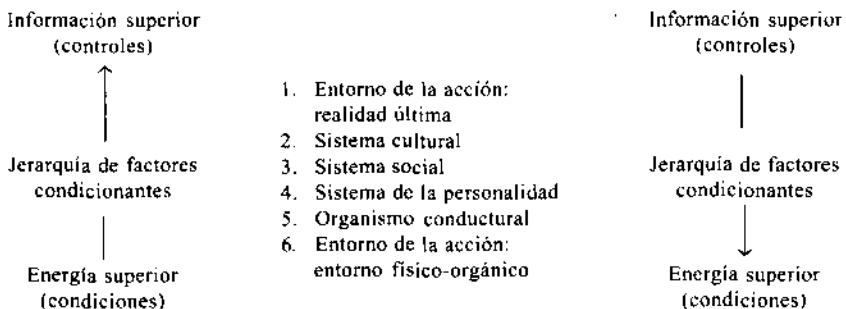 Información superior
(controles)
Jerarquía de factores
condicionantes
Energía superior
(condiciones)
1. Entorno de la acción:
realidad última
2. Sistema cultural
3. Sistema social
4. Sistema de la personalidad
5. Organismo conductural
6. Entorno de la acción:
entorno físico-orgánico
Información superior
(controles)
Jerarquía de factores
condicionantes
Energía superior
(condiciones)